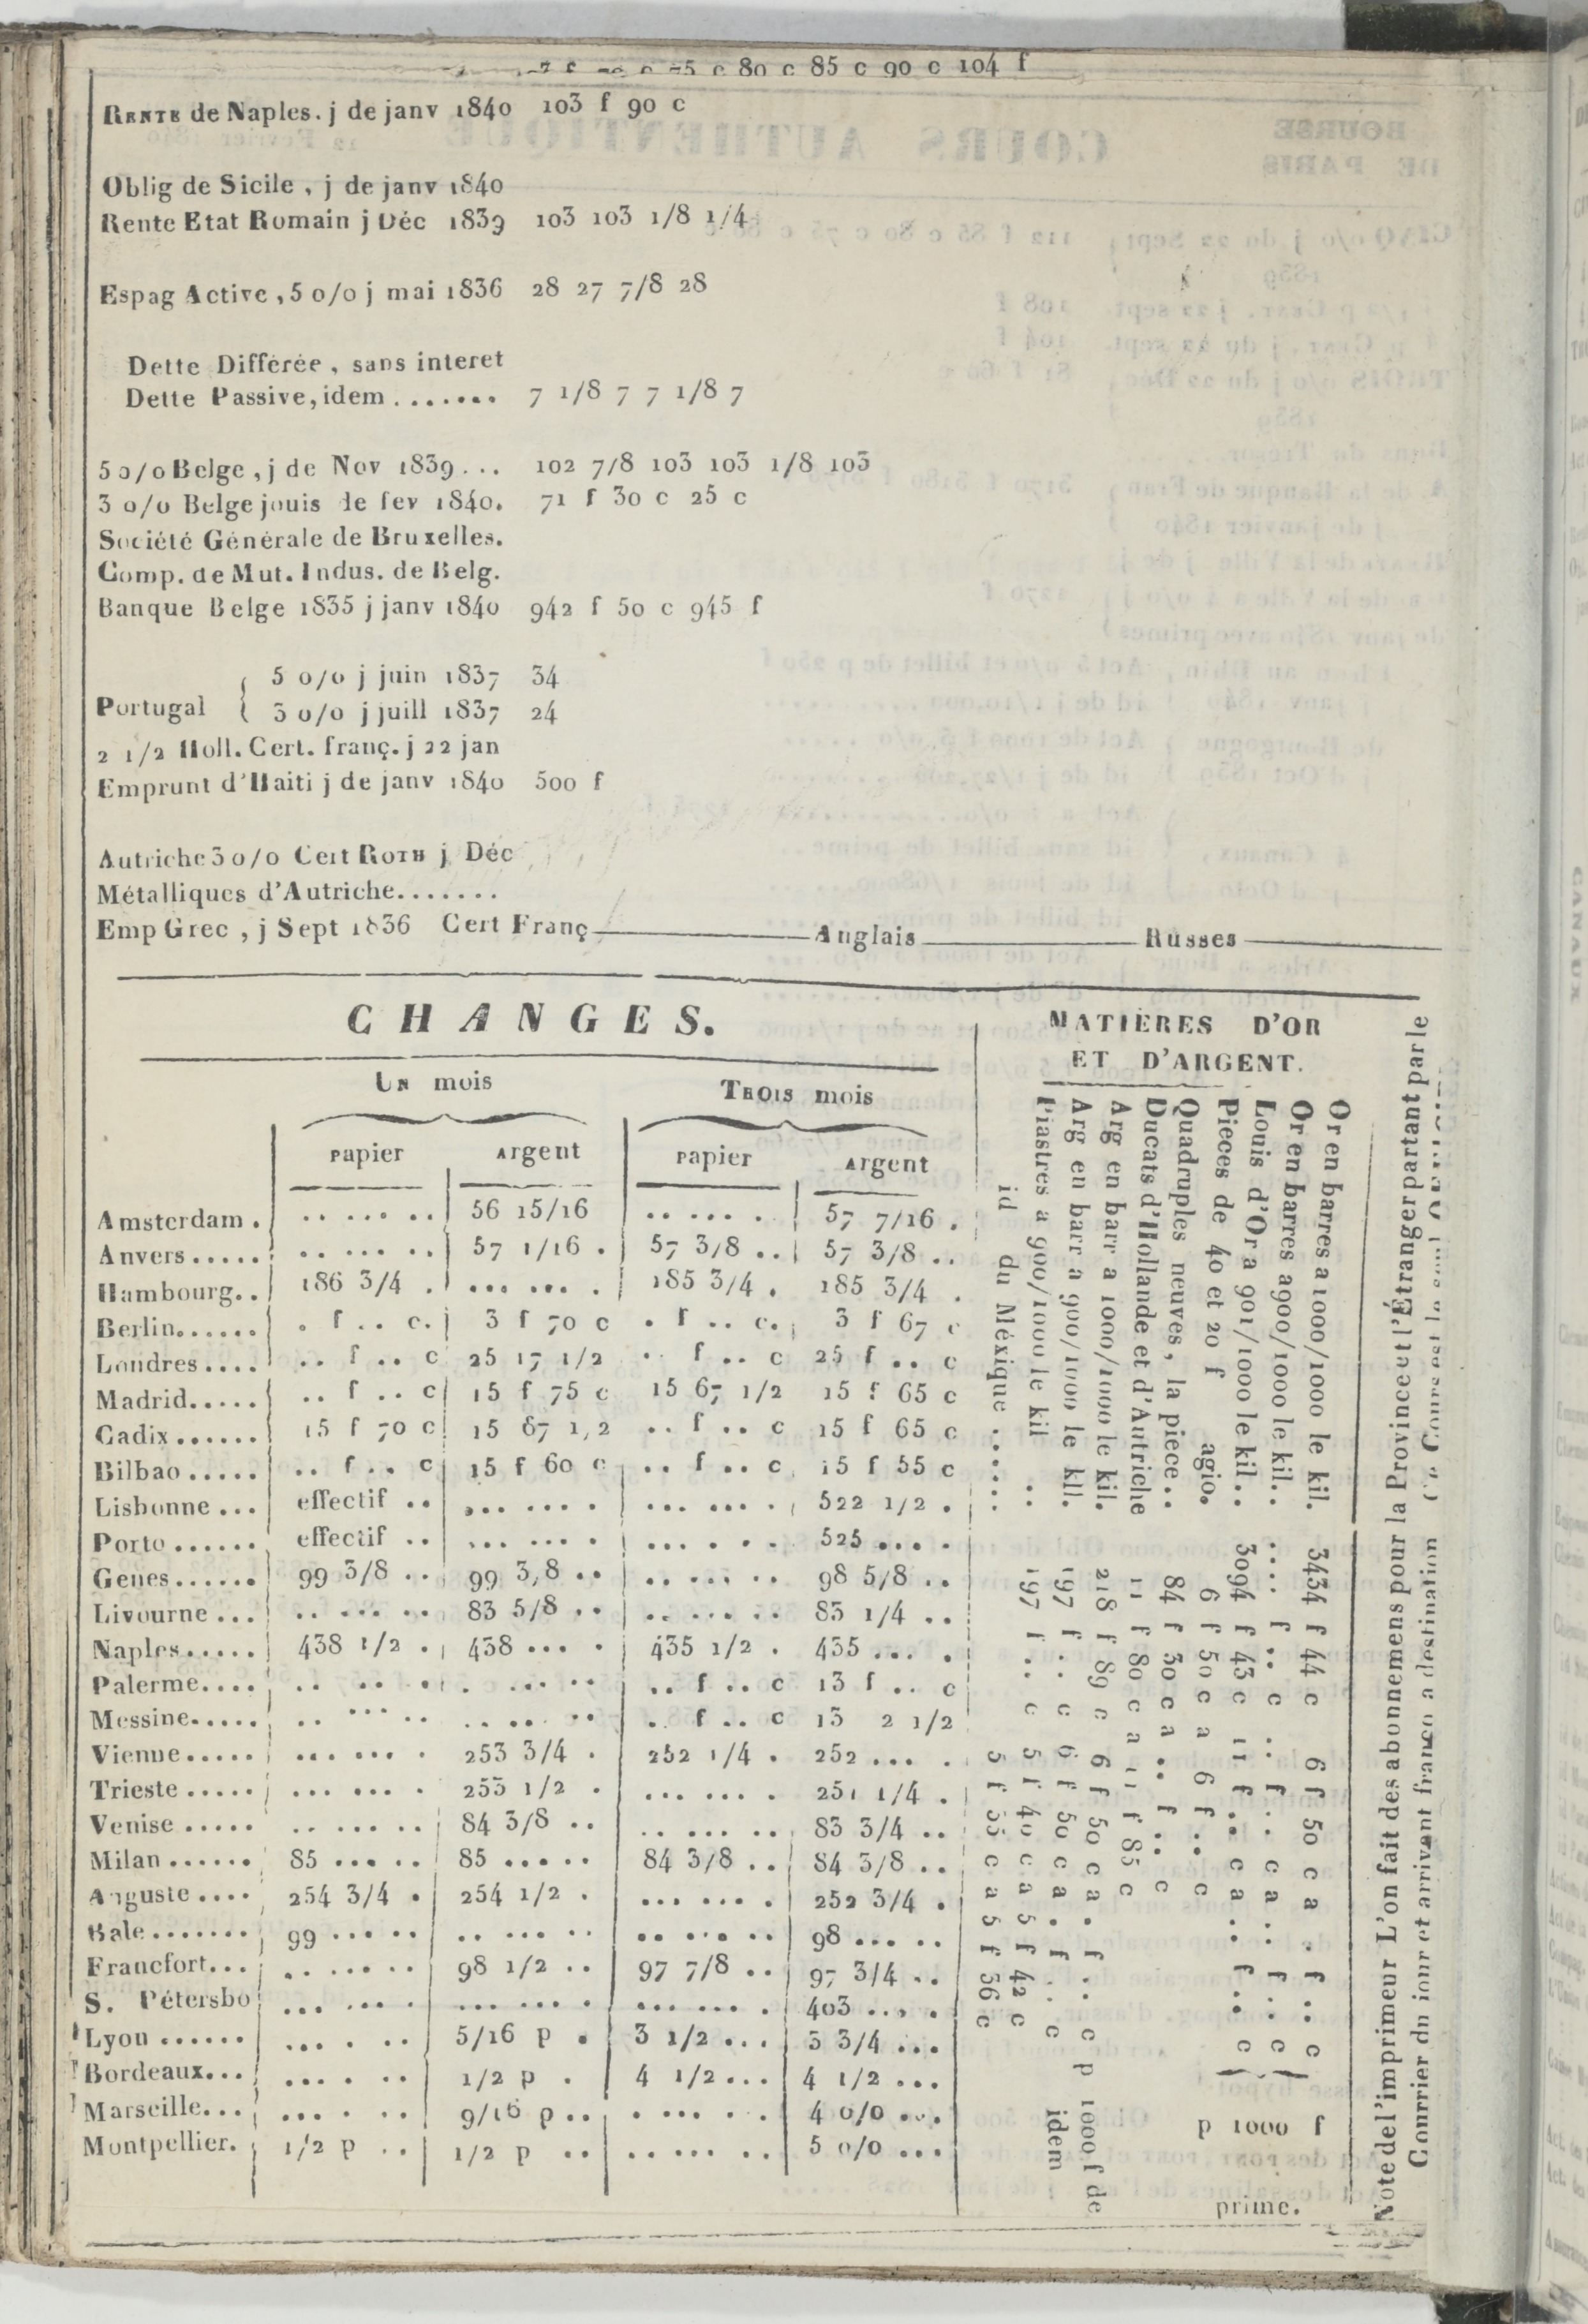 80 c 85 c 90 c 104 f
RENTE de Naples. j de janv 1840 103 f 90 c
Oblig de Sicile, j de janv 1840
Rente Etat Romain j Déc 1839 103 103 1/8 1/4
Espag Active, 5 o/o j mai 1836 28 27 7/8 28
Dette Différée, sans interet
Dette Passive, idem ....... 7 1/8 7 7 1/8 7
5 o/o Belge, j de Nov 1839... 102 7/8 103 103 1/8 103
3 o/o Belge jouis de fev 1840. 71 f 30 c 25 c
Société Générale de Bruxelles.
Comp. de Mut. Indus. de Belg.
Banque Belge 1835 j janv 1840 942 f 50 c 945 f
Portugal { 5 o/o j juin 1837 34
3 o/o j juill 1837 24
2 1/2 Holl. Cert. franç. j 22 jan
Emprunt d'Haiti j de janv 1840 500 f
Autriche 3 o/o Cert ROTH j Déc
Métalliques d'Autriche.......
Emp Grec, j Sept 1836 Cert Franç Anglais Russes
CHANGES.
UN mois TROIS mois
Papier Argent Papier Argent
Amsterdam . .. ... .. 56 15/16 .. ... . 57 7/16 .
Anvers ..... .. ... .. 57 1/16 . 57 3/8 .. 57 3/8 ..
Hambourg.. 186 3/4 . ... ... . 185 3/4 . 185 3/4 .
Berlin...... . f .. c. 3 f 70 c . f .. c. 3 f 67 c
Londres .... .. f .. c 25 17 1/2 .. f .. c 25 f .. c
Madrid..... .. f .. c 15 f 75 c 15 67 1/2 15 f 65 c
Cadix ...... 15 f 70 c 15 67 1/2 .. f .. c 15 f 65 c
Bilbao ..... .. f .. c 15 f 60 c .. f .. c 15 f 55 c
Lisbonne ... effectif .. ... ... . ... ... . 522 1/2 .
Porto ...... effectif .. ... ... . ... . . . 525 ... .
Genes...... 99 3/8 .. 99 3/8 .. .. ... .. 98 5/8 ..
Livourne ... .. ... .. 83 5/8 .. .. ... .. 83 1/4 ..
Naples..... 438 1/2 . 438 ... . 435 1/2 . 435 ... .
Palerme.... .. .. .. . . ... .. .. f .. c 13 f .. c
Messine..... .. ... .. .. .. .. .. f .. c 13 2 1/2
Vienne ..... ... ... . 253 3/4 . 252 1/4 . 252 ... .
Trieste ..... ... ... . 253 1/2 . ... ... . 251 1/4 .
Venise ..... .. ... .. 84 3/8 .. .. ... .. 83 3/4 ..
Milan ...... 85 ... .. 85 ..... 84 3/8 .. 84 3/8 ..
Auguste .... 254 3/4 . 254 1/2 . ... ... . 252 3/4 .
Bale ....... 99 ... .. .. ... .. .. ... .. 98 ... ..
Francfort... .. ... .. 98 1/2 .. 97 7/8 .. 97 3/4 ..
S. Pétersbo ... ... . ... ... . ... ... . 403 ... .
Lyon ...... ... . .. 5/16 p . 3 1/2 ... 3 3/4 ...
Bordeaux... ... . .. 1/2 p . 4 1/2 ... 4 1/2 ...
Marseille... ... . .. 9/16 p .. . ... .. 4 o/o ...
Montpellier. 1/2 p .. 1/2 p .. .. ... .. 5 o/o ...
MATIÈRES D'OR
ET D'ARGENT.
Or en barres a 1000/1000 le kil. 3434 f 44 c 6 f 50 c a . f .. c
Or en barres a 900/1000 le kil.. .... f .. c .. f .. c a .. f .. c
Louis d'Or a 901/1000 le kil .. 3094 f 43 c 11 f .. c a .. f .. c
} p 1000 f
prime.
Pieces de 40 et 20 f agio. 6 f 50 c a 6 f .. c
Quadruples neuves, la piece .. 84 f 30 c a .. f .. c
Ducats d'Hollande et d'Autriche 11 f 80 c a 11 f 85 c
Arg en barr a 1000/1000 le kil. 218 f 89 c 6 f 50 c a . f .. c p 1000 f de
Arg en barr a 900/1000 le kil. 197 f .. c 6 f 50 c a . f .. c idem
Piastres a 900/1000 le kil .. 197 f .. c 5 f 40 c a 5 f 42 c
id du Méxique ...... 5 f 35 c a 5 f 36 c
Note de l'imprimeur L'on fait des abonnemens pour la Province et l'Étranger partant par le
Courrier du jour et arrivant franco a destination Ce Cours est le seul